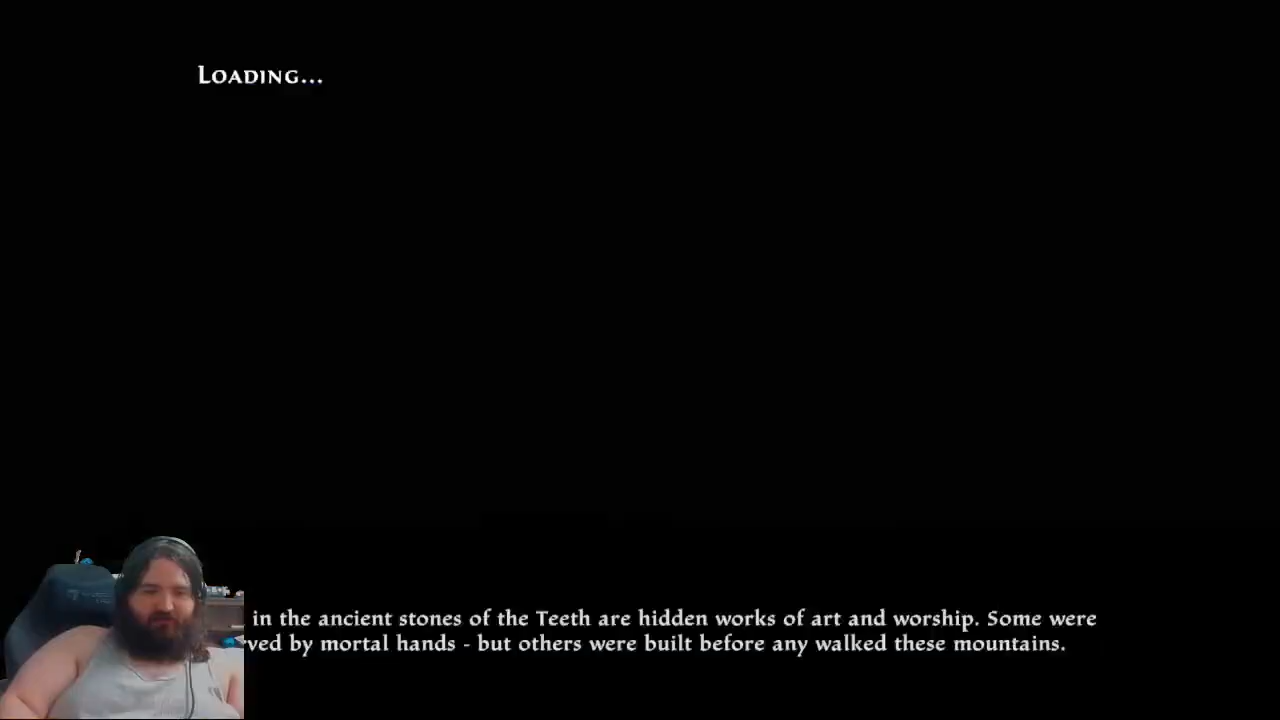 Loading...
in the ancient stones of the Teeth are hidden works of art and worship. Some were
by mortal hands - but others were built before any walked these mountains.